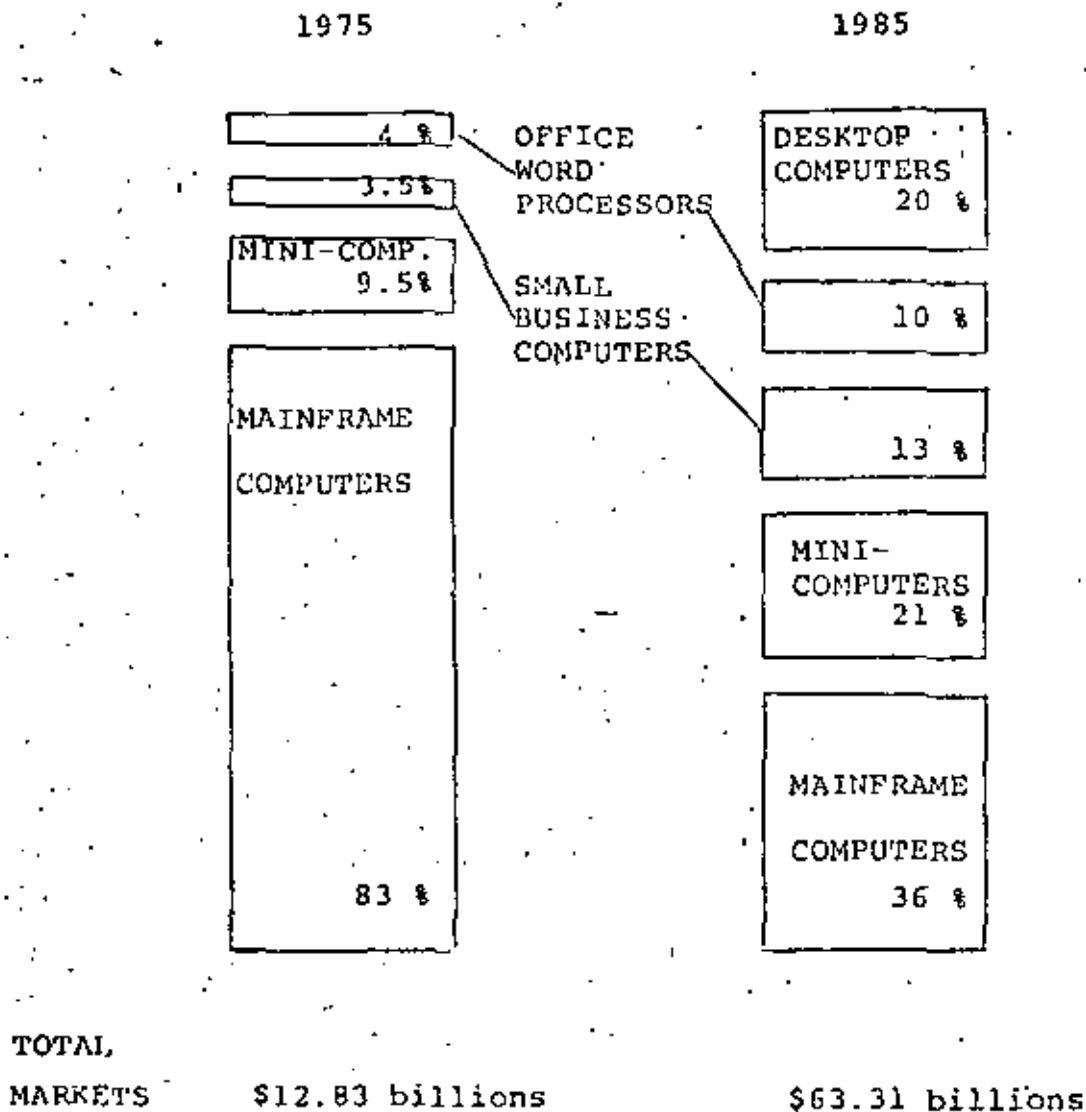 1975
1985
4 %
3.5%
MINI-COMP.
9.5%
MAINFRAME
COMPUTERS
83 %
OFFICE
WORD
PROCESSORS
SMALL
BUSINESS
COMPUTERS
DESKTOP
COMPUTERS
20 %
10 %
13 %
MINI-
COMPUTERS
21 %
MAINFRAME
COMPUTERS
36 %
TOTAL
MARKETS
$12.83 billions
$63.31 billions